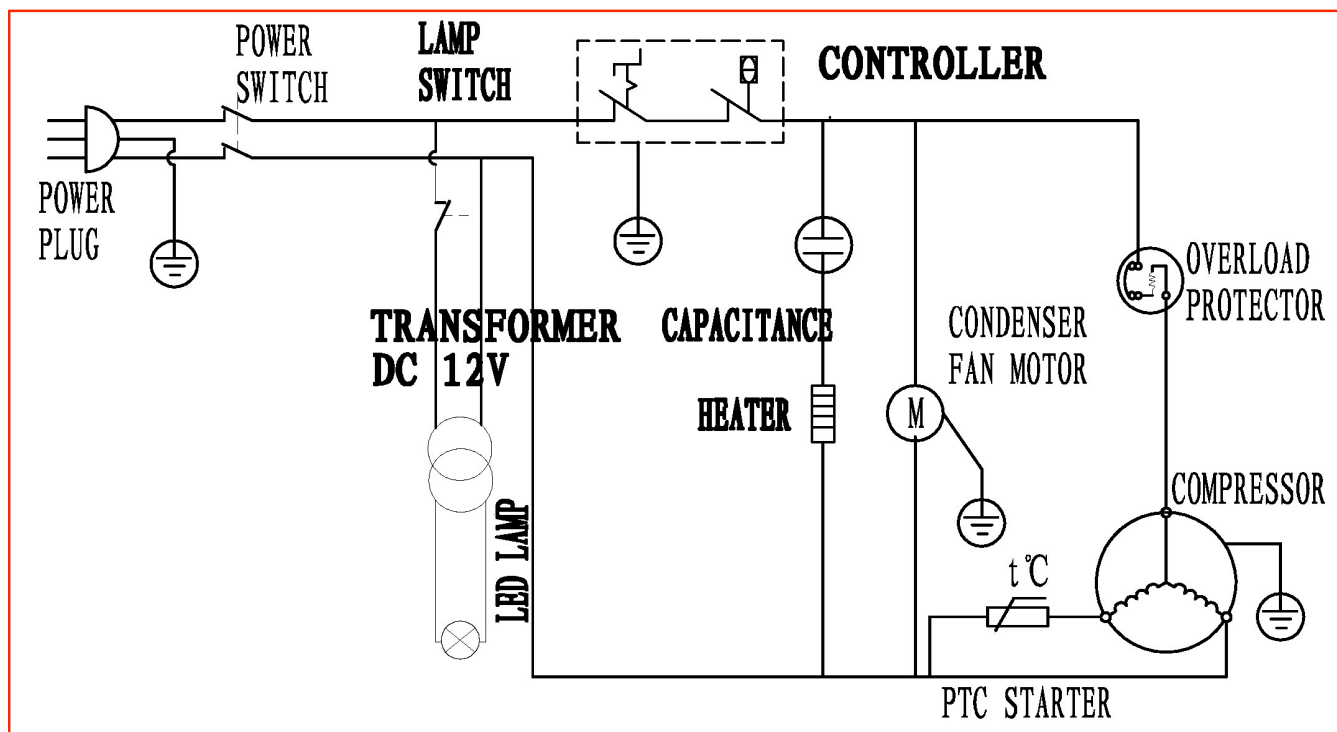 POWER
SWITCH
LAMP
SWITCH
CONTROLLER
POWER
PLUG
TRANSFORMER
DC 12V
CAPACITANCE
HEATER
CONDENSER
FAN MOTOR
M
OVERLOAD
PROTECTOR
COMPRESSOR
LED LAMP
t℃
PTC STARTER